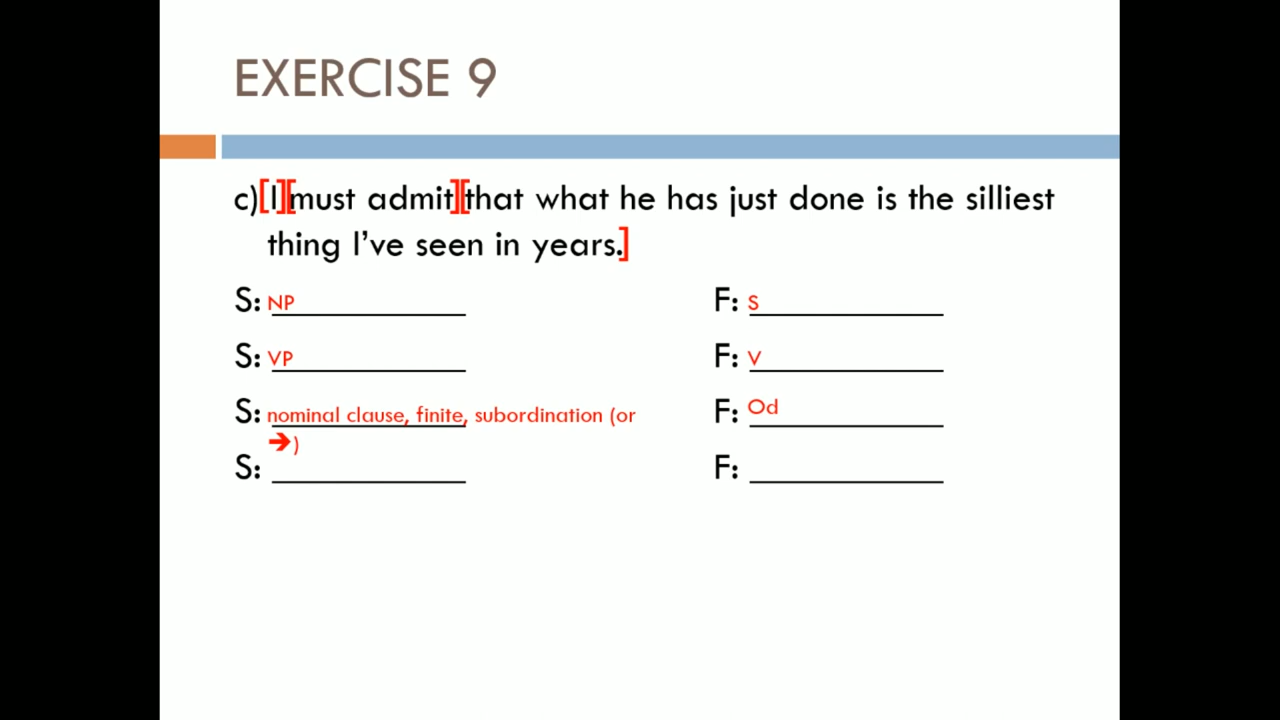 EXERCISE 9
c)[I][must admit][that what he has just done is the silliest
thing I’ve seen in years.]
S: NP F: S
S: VP F: V
S: nominal clause, finite, subordination (or F: Od
➔)
S: F: